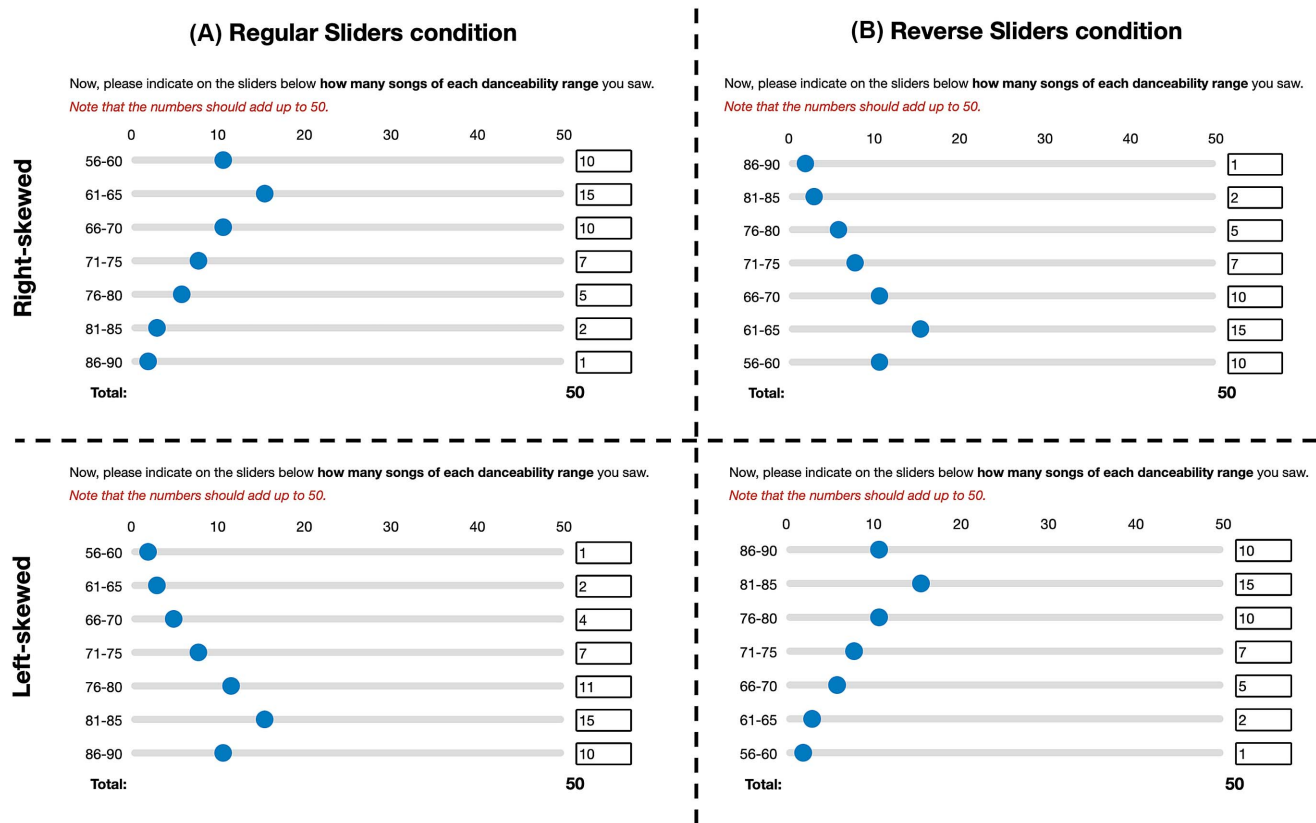 (A) Regular Sliders condition
(B) Reverse Sliders condition
Right-skewed
Now, please indicate on the sliders below how many songs of each danceability range you saw.
Note that the numbers should add up to 50.
0 10 20 30 40 50
56-60 10
61-65 15
66-70 10
71-75 7
76-80 5
81-85 2
86-90 1
Total: 50
Now, please indicate on the sliders below how many songs of each danceability range you saw.
Note that the numbers should add up to 50.
0 10 20 30 40 50
86-90 1
81-85 2
76-80 5
71-75 7
66-70 10
61-65 15
56-60 10
Total: 50
Left-skewed
Now, please indicate on the sliders below how many songs of each danceability range you saw.
Note that the numbers should add up to 50.
0 10 20 30 40 50
56-60 1
61-65 2
66-70 4
71-75 7
76-80 11
81-85 15
86-90 10
Total: 50
Now, please indicate on the sliders below how many songs of each danceability range you saw.
Note that the numbers should add up to 50.
0 10 20 30 40 50
86-90 10
81-85 15
76-80 10
71-75 7
66-70 5
61-65 2
56-60 1
Total: 50